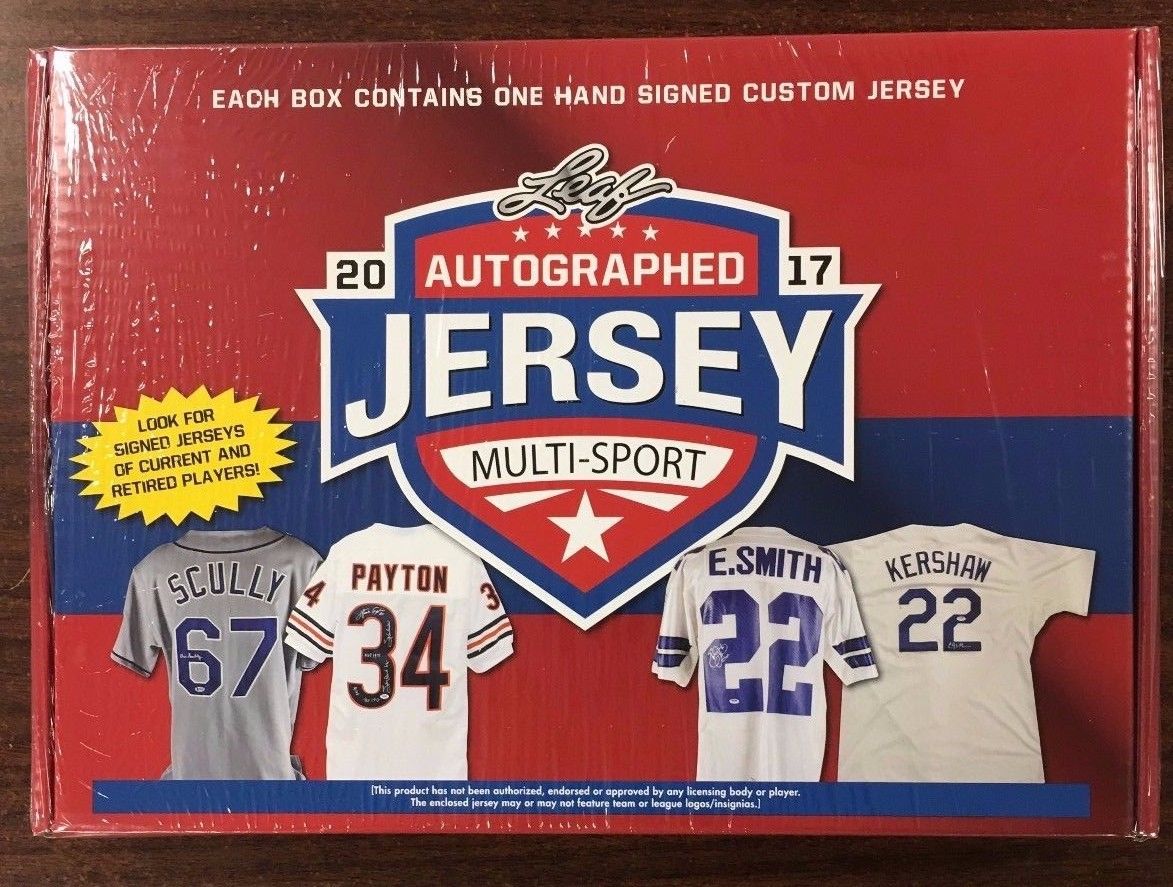 EACH BOX CONTAINS ONE HAND SIGNED CUSTOM JERSEY
Leaf
20 AUTOGRAPHED 17
JERSEY
MULTI-SPORT
LOOK FOR
SIGNED JERSEYS
OF CURRENT AND
RETIRED PLAYERS!
SCULLY
67
PAYTON
4 34 3
E.SMITH
22
KERSHAW
22
[This product has not been authorized, endorsed or approved by any licensing body or player.
The enclosed jersey may or may not feature team or league logos/insignias.]